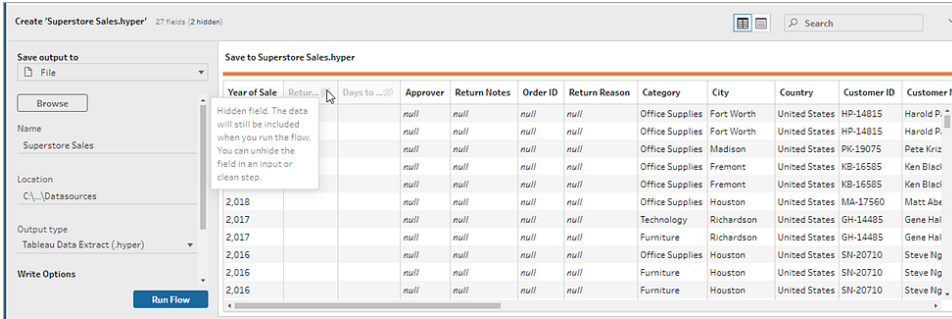 Create 'Superstore Sales.hyper' 27 fields (2 hidden)
Search
Save output to
File
Browse
Name
Superstore Sales
Location
C:\...\Datasources
Output type
Tableau Data Extract (.hyper)
Write Options
Run Flow
Save to Superstore Sales.hyper
Year of Sale Retur... Days to ... Approver Return Notes Order ID Return Reason Category City Country Customer ID Customer
Hidden field. The data
will still be included
when you run the flow.
You can unhide the
field in an input or
clean step.
null null null null Office Supplies Fort Worth United States HP-14815 Harold P
null null null null Office Supplies Fort Worth United States HP-14815 Harold P
null null null null Office Supplies Madison United States PK-19075 Pete Kriz
null null null null Office Supplies Fremont United States KB-16585 Ken Blacl
null null null null Office Supplies Fremont United States KB-16585 Ken Blacl
2,018 null null null null Office Supplies Houston United States MA-17560 Matt Abe
2,017 null null null null Technology Richardson United States GH-14485 Gene Hal
2,017 null null null null Furniture Richardson United States GH-14485 Gene Hal
2,016 null null null null Office Supplies Houston United States SN-20710 Steve Ng
2,016 null null null null Furniture Houston United States SN-20710 Steve Ng
2,016 null null null null Furniture Houston United States SN-20710 Steve Ng